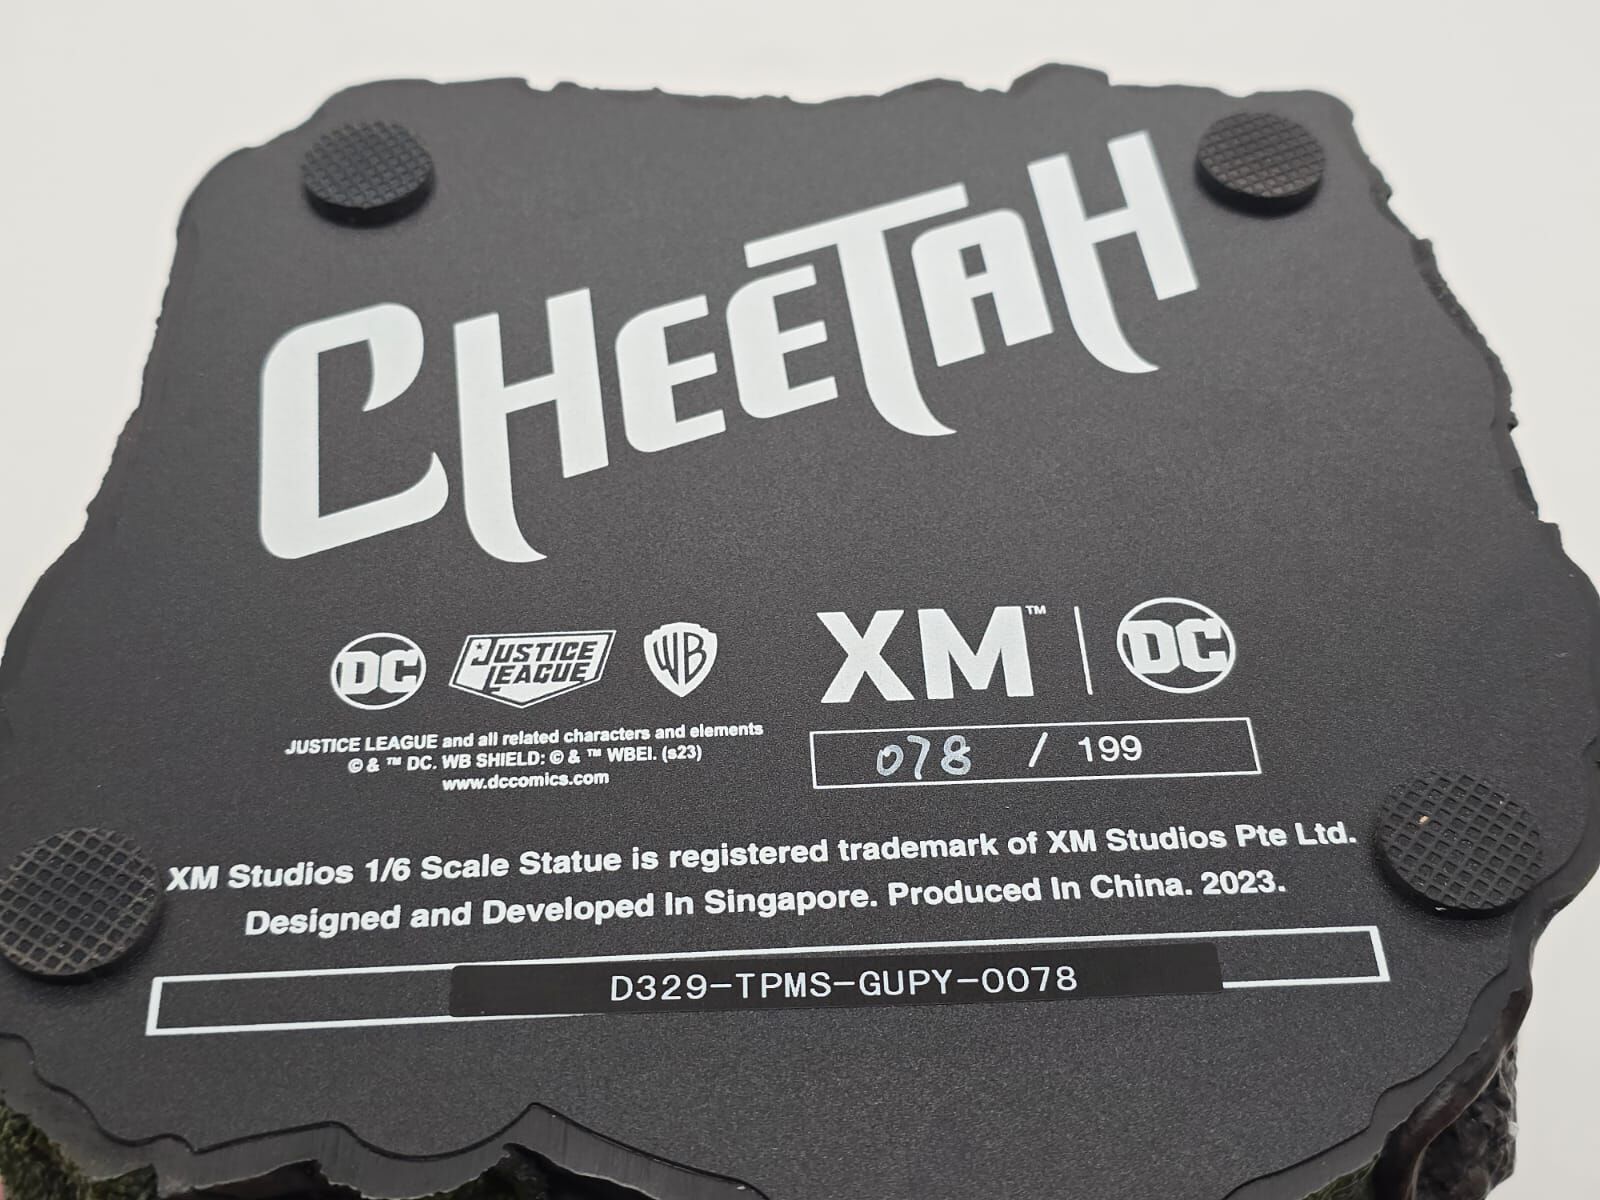 CHEETAH
DC JUSTICE LEAGUE WB
XM™ | DC
JUSTICE LEAGUE and all related characters and elements
© & ™ DC. WB SHIELD: © & ™ WBEI. (s23)
www.dccomics.com
078 / 199
XM Studios 1/6 Scale Statue is registered trademark of XM Studios Pte Ltd.
Designed and Developed In Singapore. Produced In China. 2023.
D329-TPMS-GUPY-0078